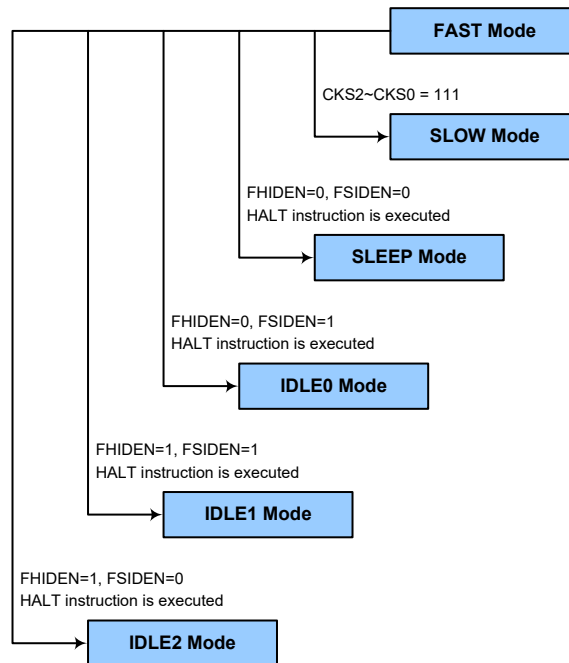 FAST Mode
CKS2~CKS0 = 111
SLOW Mode
FHIDEN=0, FSIDEN=0
HALT instruction is executed
SLEEP Mode
FHIDEN=0, FSIDEN=1
HALT instruction is executed
IDLE0 Mode
FHIDEN=1, FSIDEN=1
HALT instruction is executed
IDLE1 Mode
FHIDEN=1, FSIDEN=0
HALT instruction is executed
IDLE2 Mode